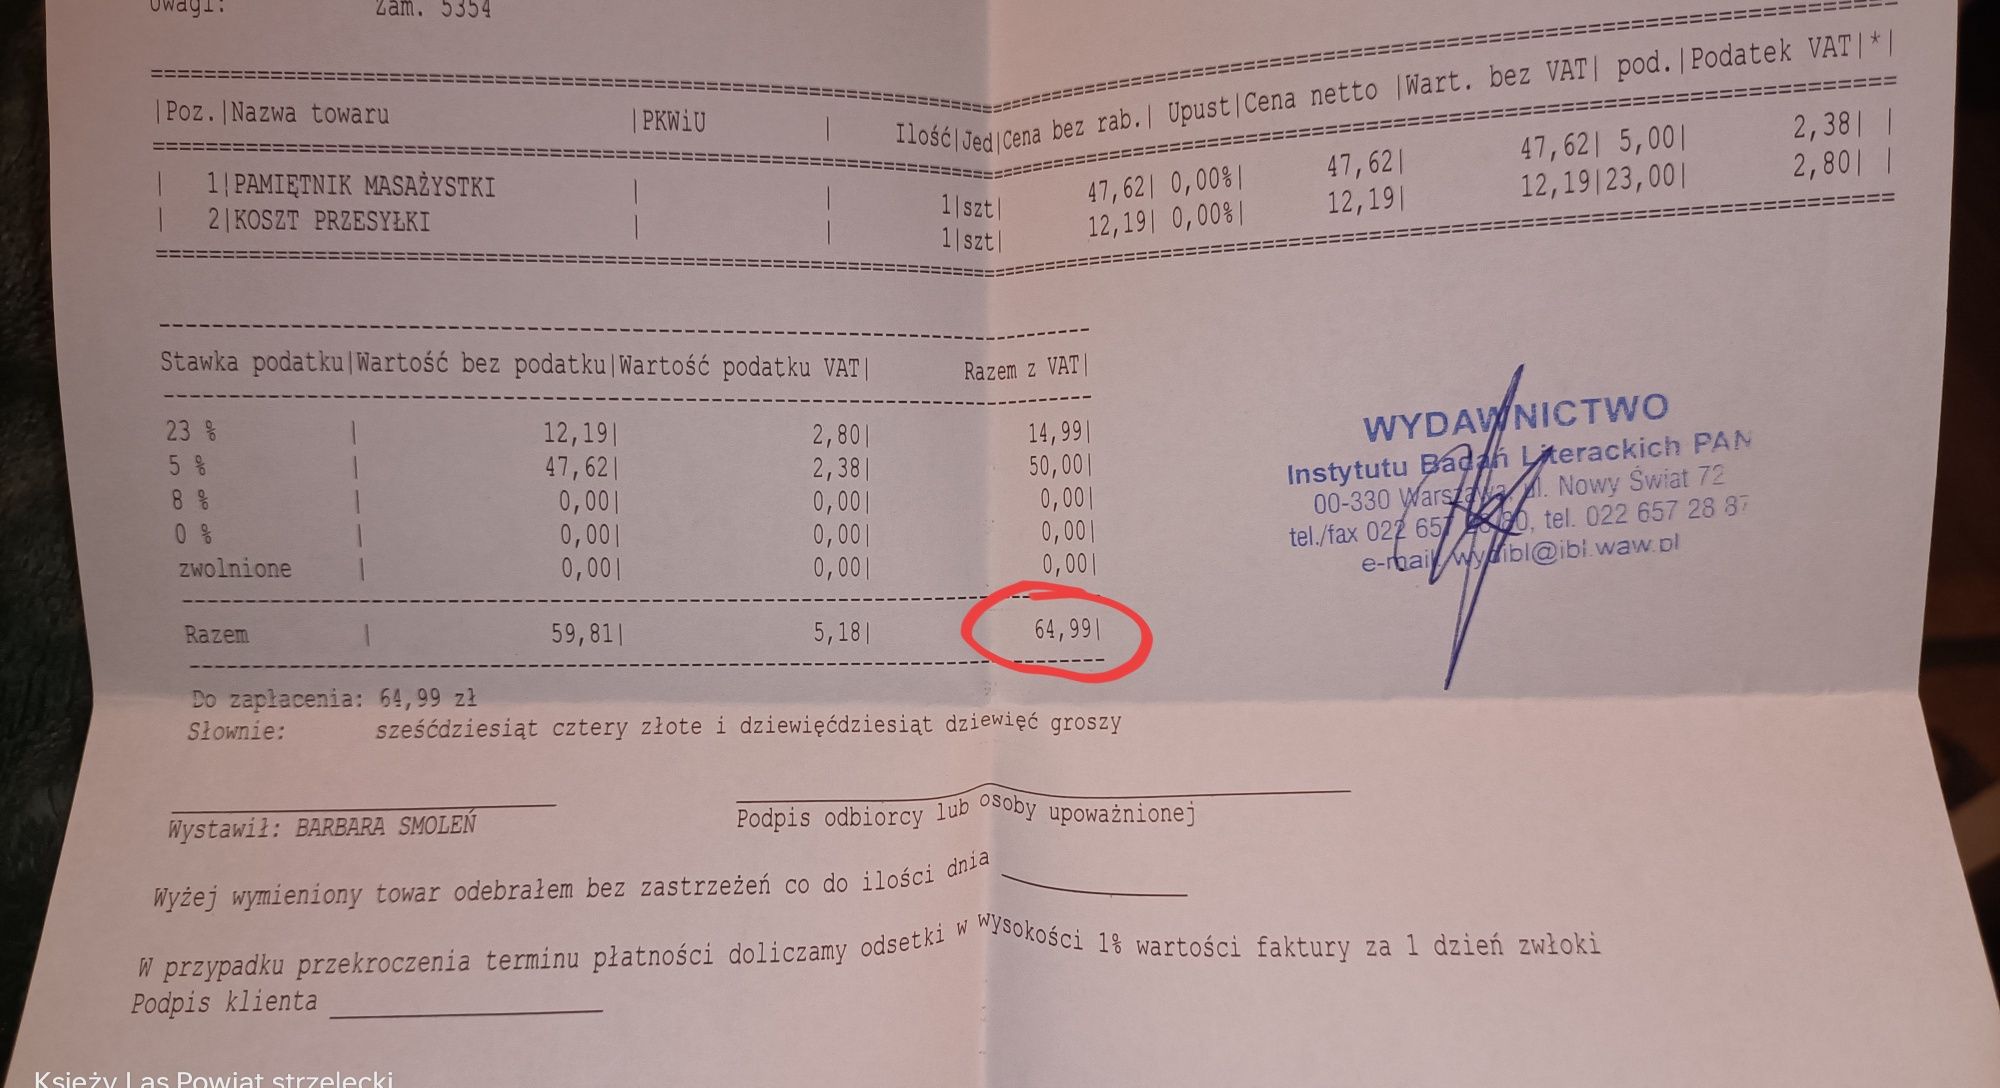 Uwagi: Zam. 5354
|Poz.|Nazwa towaru |PKWiU | Ilość|Jed|Cena bez rab.| Upust|Cena netto |Wart. bez VAT| pod.|Podatek VAT|*|
| 1|PAMIĘTNIK MASAŻYSTKI | | 1|szt| 47,62| 0,00%| 47,62| 47,62| 5,00| 2,38| |
| 2|KOSZT PRZESYŁKI | | 1|szt| 12,19| 0,00%| 12,19| 12,19|23,00| 2,80| |
Stawka podatku|Wartość bez podatku|Wartość podatku VAT| Razem z VAT|
23 % | 12,19| 2,80| 14,99|
5 % | 47,62| 2,38| 50,00|
8 % | 0,00| 0,00| 0,00|
0 % | 0,00| 0,00| 0,00|
zwolnione | 0,00| 0,00| 0,00|
Razem | 59,81| 5,18| 64,99|
WYDAWNICTWO
Instytutu Badań Literackich PAN
00-330 Warszawa, ul. Nowy Świat 72
tel./fax 022 657 tel. 022 657 28 87
e-mail: wydibl@ibl.waw.pl
Do zapłacenia: 64,99 zł
Słownie: sześćdziesiąt cztery złote i dziewięćdziesiąt dziewięć groszy
Wystawił: BARBARA SMOLEŃ
Podpis odbiorcy lub osoby upoważnionej
Wyżej wymieniony towar odebrałem bez zastrzeżeń co do ilości dnia
W przypadku przekroczenia terminu płatności doliczamy odsetki w wysokości 1% wartości faktury za 1 dzień zwłoki
Podpis klienta
Księży Las Powiat strzelecki